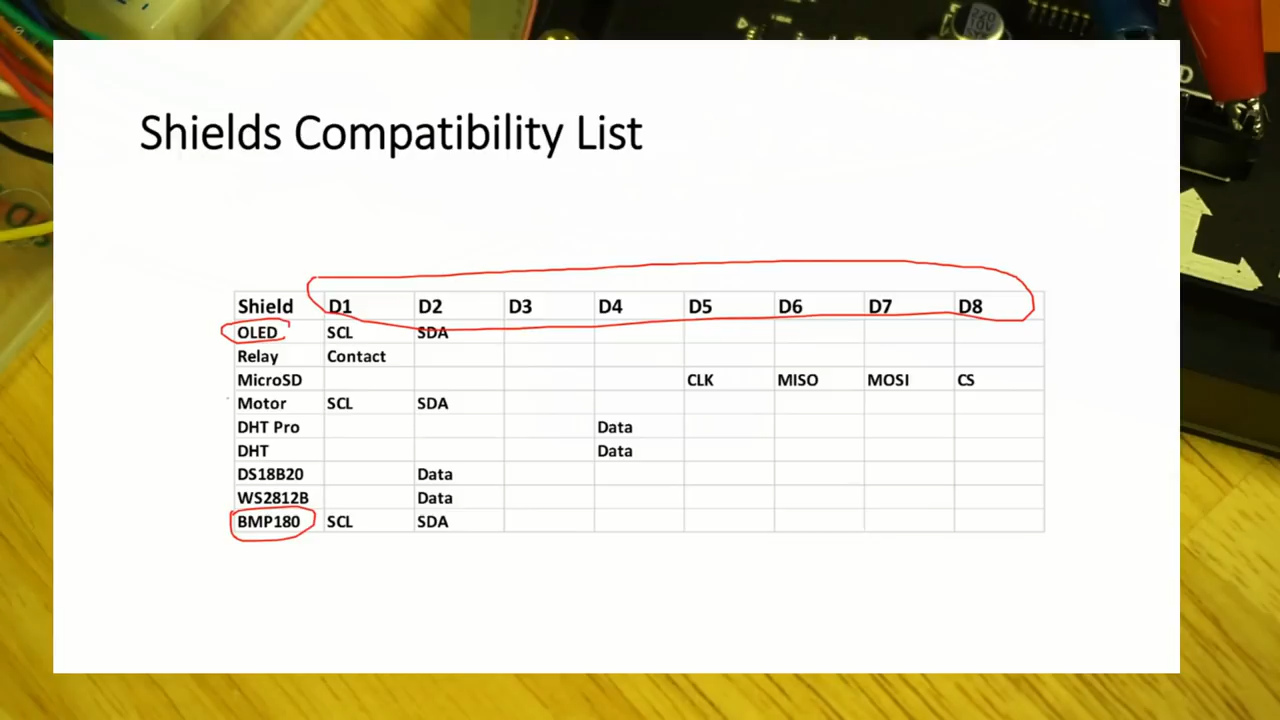 Shields Compatibility List
Shield D1 D2 D3 D4 D5 D6 D7 D8
OLED SCL SDA
Relay Contact
MicroSD CLK MISO MOSI CS
Motor SCL SDA
DHT Pro Data
DHT Data
DS18B20 Data
WS2812B Data
BMP180 SCL SDA